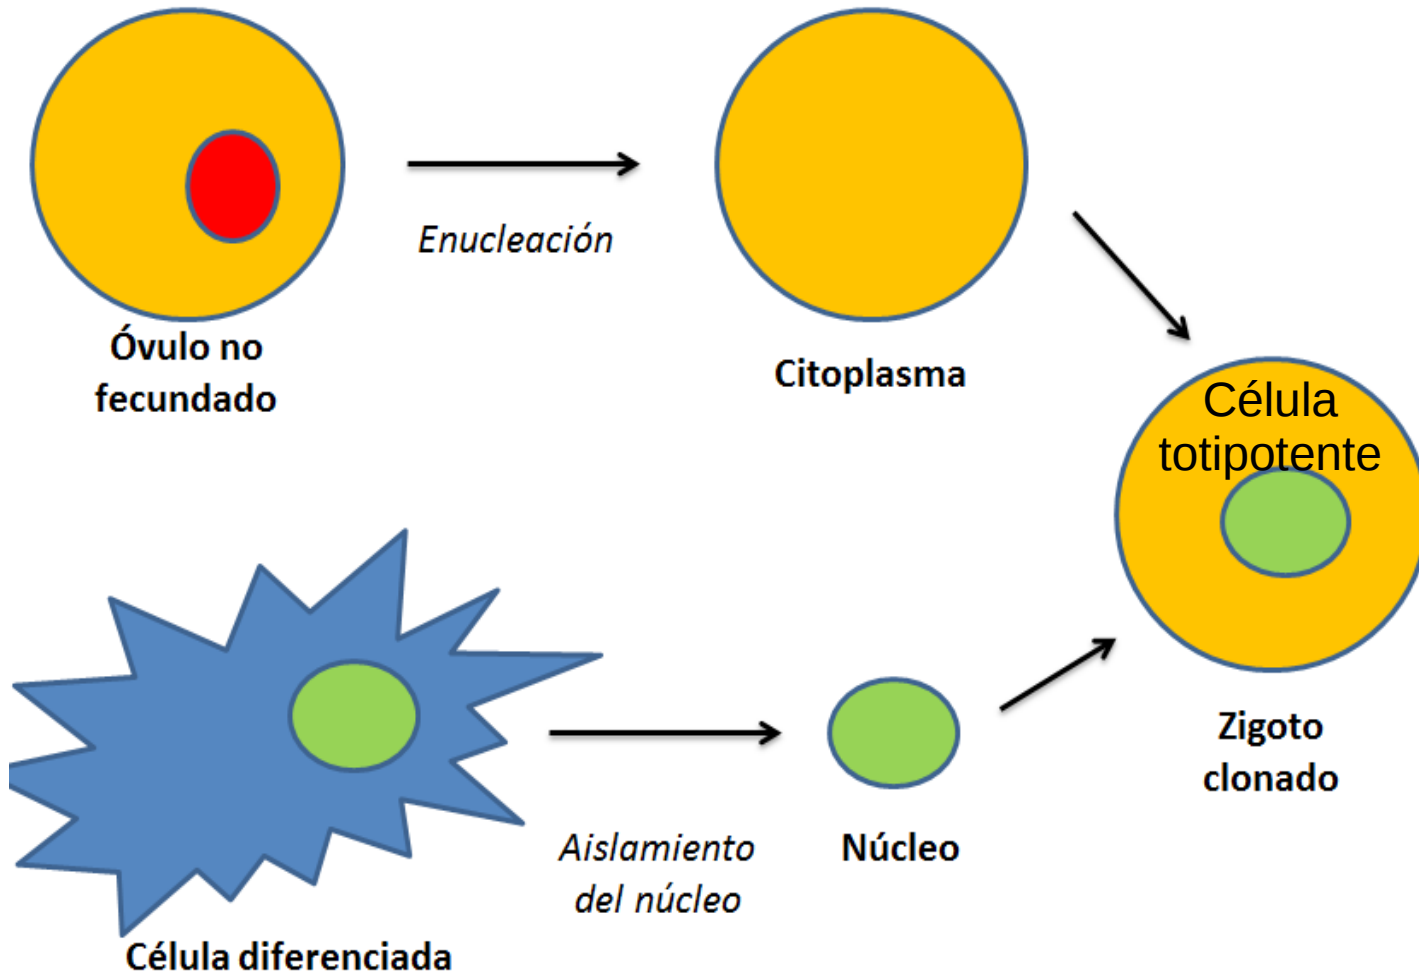 Óvulo no
fecundado
Enucleación
Citoplasma
Célula
totipotente
Zigoto
clonado
Célula diferenciada
Aislamiento
del núcleo
Núcleo